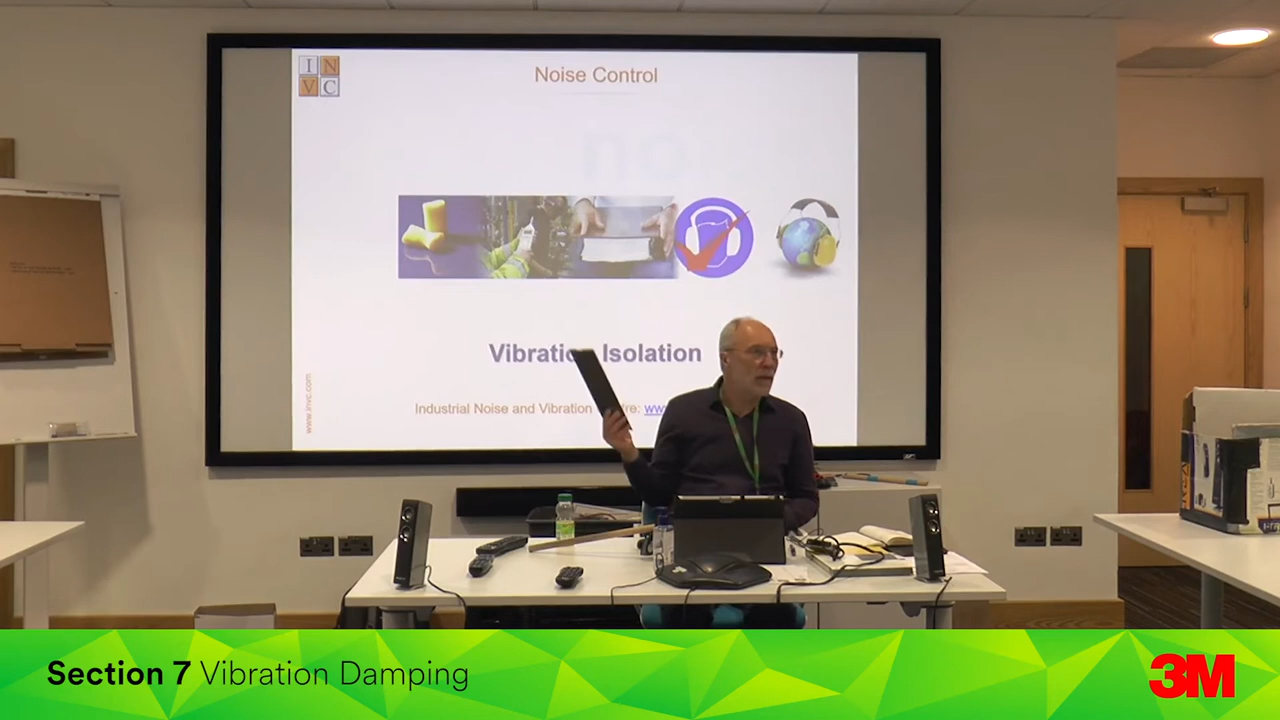 I N
V C
Noise Control
Vibration Isolation
Industrial Noise and Vibration
www.invc.com
Section 7 Vibration Damping
3M